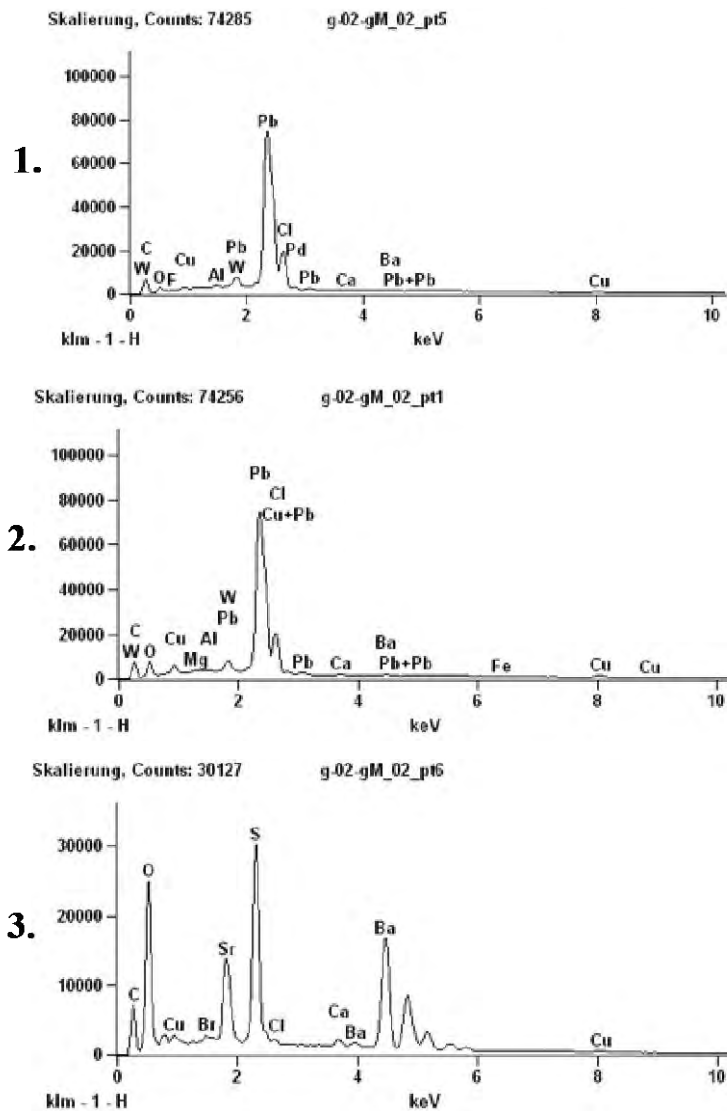 Skalierung, Counts: 74285 g-02-gM_02_pt5
1.
100000
80000
60000
40000
20000
0
C
W
O
F
Cu
Al
Pb
W
Pb
Cl
Pd
Pb
Ca
Ba
Pb+Pb
Cu
0 2 4 6 8 10
klm - 1 - H keV
Skalierung, Counts: 74256 g-02-gM_02_pt1
2.
100000
80000
60000
40000
20000
0
C
W
O
Cu
Mg
Al
W
Pb
Pb
Cl
Cu+Pb
Pb
Ca
Ba
Pb+Pb
Fe
Cu
Cu
0 2 4 6 8 10
klm - 1 - H keV
Skalierung, Counts: 30127 g-02-gM_02_pt6
3.
30000
20000
10000
0
C
O
Cu
Br
Sr
S
Cl
Ca
Ba
Ba
Cu
0 2 4 6 8 10
klm - 1 - H keV